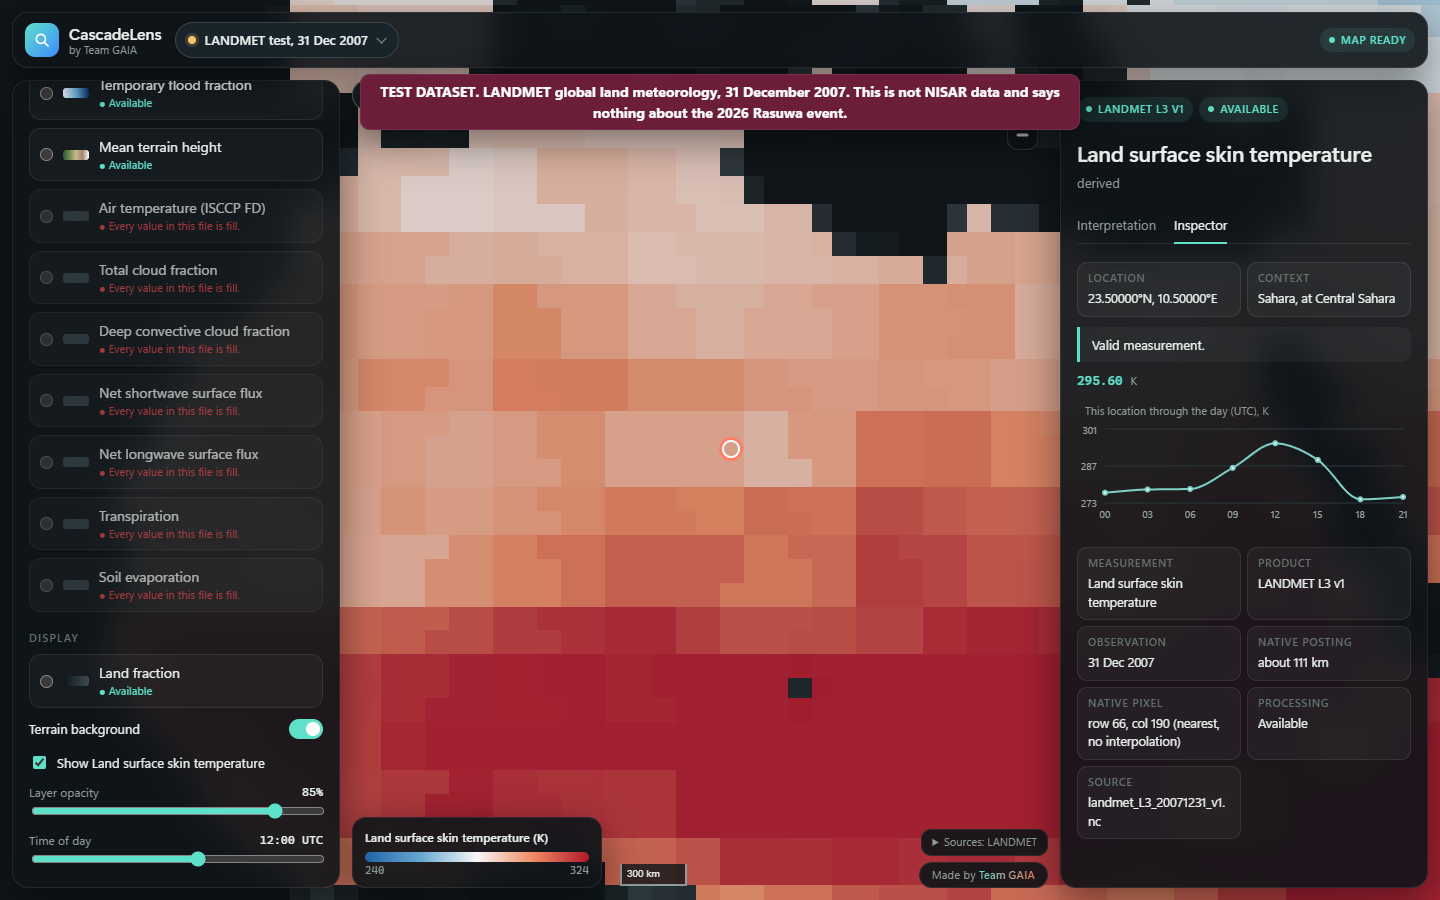 CascadeLens
by Team GAIA
LANDMET test, 31 Dec 2007
MAP READY
TEST DATASET. LANDMET global land meteorology, 31 December 2007. This is not NISAR data and says
nothing about the 2026 Rasuwa event.
Temporary flood fraction
Available
Mean terrain height
Available
Air temperature (ISCCP FD)
Every value in this file is fill.
Total cloud fraction
Every value in this file is fill.
Deep convective cloud fraction
Every value in this file is fill.
Net shortwave surface flux
Every value in this file is fill.
Net longwave surface flux
Every value in this file is fill.
Transpiration
Every value in this file is fill.
Soil evaporation
Every value in this file is fill.
DISPLAY
Land fraction
Available
Terrain background
Show Land surface skin temperature
Layer opacity 85%
Time of day 12:00 UTC
Land surface skin temperature (K)
240 324
300 km
Sources: LANDMET
Made by Team GAIA
LANDMET L3 V1 AVAILABLE
Land surface skin temperature
derived
Interpretation Inspector
LOCATION
23.50000°N, 10.50000°E
CONTEXT
Sahara, at Central Sahara
Valid measurement.
295.60 K
This location through the day (UTC), K
301
287
273
00 03 06 09 12 15 18 21
MEASUREMENT
Land surface skin
temperature
PRODUCT
LANDMET L3 v1
OBSERVATION
31 Dec 2007
NATIVE POSTING
about 111 km
NATIVE PIXEL
row 66, col 190 (nearest,
no interpolation)
PROCESSING
Available
SOURCE
landmet_L3_20071231_v1.
nc